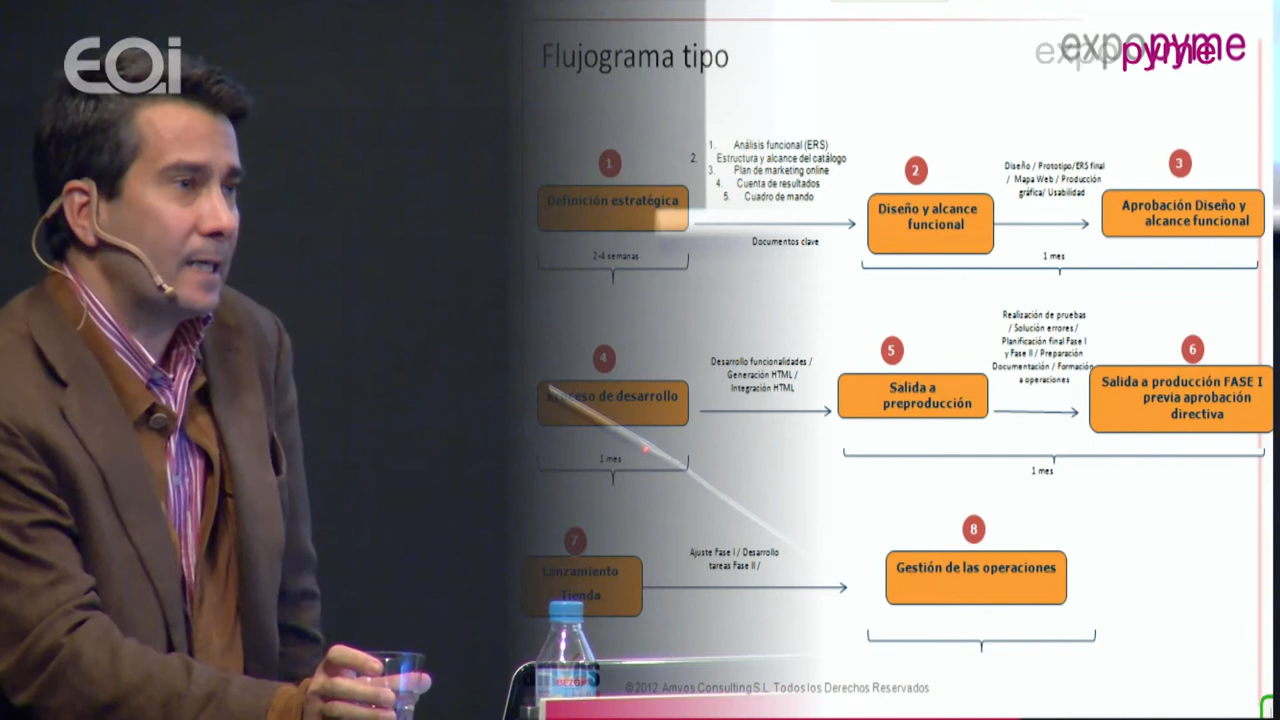 EOi
expopyme
expopyme
Flujograma tipo
1
1. Análisis funcional (ERS)
2. Estructura y alcance del catálogo
3. Plan de marketing online
4. Cuenta de resultados
5. Cuadro de mando
Definición estratégica
Documentos clave
2-4 semanas
2
Diseño y alcance
funcional
Diseño / Prototipo/ERS final
/ Mapa Web / Producción
gráfica/ Usabilidad
3
Aprobación Diseño y
alcance funcional
1 mes
4
Proceso de desarrollo
Desarrollo funcionalidades /
Generación HTML /
Integración HTML
1 mes
5
Salida a
preproducción
Realización de pruebas
/ Solución errores /
Planificación final Fase I
y Fase II / Preparación
Documentación / Formación
a operaciones
6
Salida a producción FASE I
previa aprobación
directiva
1 mes
7
Lanzamiento
Tienda
Ajuste Fase I / Desarrollo
tareas Fase II /
8
Gestión de las operaciones
BEZOYA
©2012 Amvos Consulting S.L. Todos los Derechos Reservados